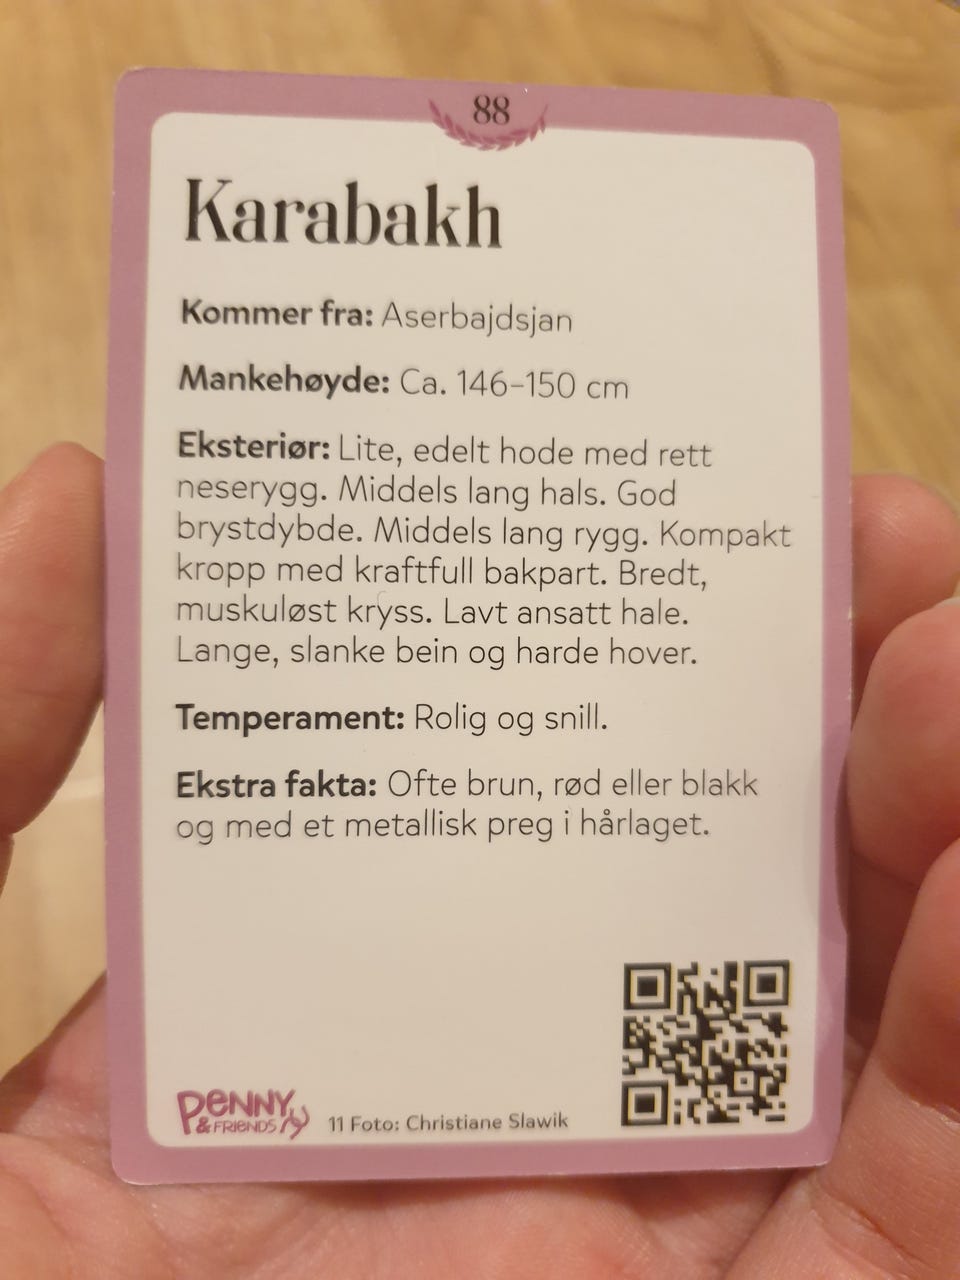 88
Karabakh
Kommer fra: Aserbajdsjan
Mankehøyde: Ca. 146-150 cm
Eksteriør: Lite, edelt hode med rett
neserygg. Middels lang hals. God
brystdybde. Middels lang rygg. Kompakt
kropp med kraftfull bakpart. Bredt,
muskuløst kryss. Lavt ansatt hale.
Lange, slanke bein og harde hover.
Temperament: Rolig og snill.
Ekstra fakta: Ofte brun, rød eller blakk
og med et metallisk preg i hårlaget.
PENNY
& FRIENDS
11 Foto: Christiane Slawik